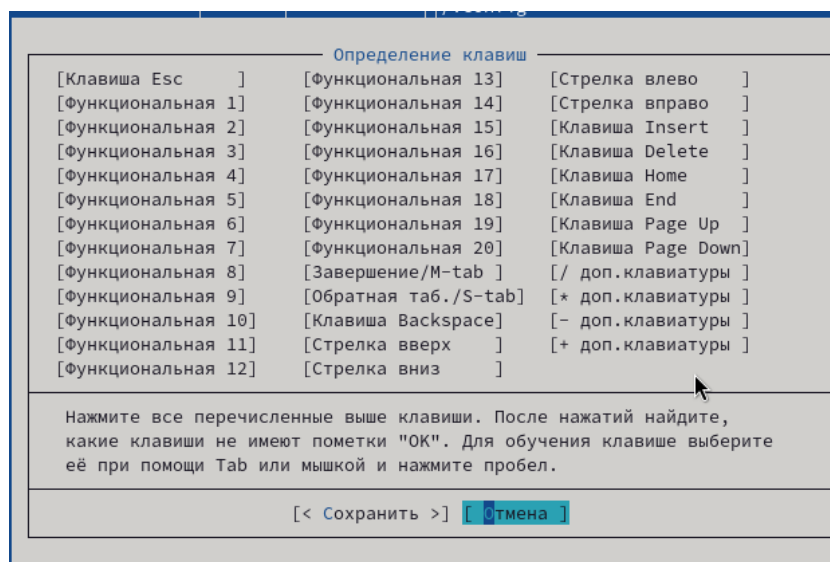 Определение клавиш
[Клавиша Esc ] [Функциональная 13] [Стрелка влево ]
[Функциональная 1] [Функциональная 14] [Стрелка вправо ]
[Функциональная 2] [Функциональная 15] [Клавиша Insert ]
[Функциональная 3] [Функциональная 16] [Клавиша Delete ]
[Функциональная 4] [Функциональная 17] [Клавиша Home ]
[Функциональная 5] [Функциональная 18] [Клавиша End ]
[Функциональная 6] [Функциональная 19] [Клавиша Page Up ]
[Функциональная 7] [Функциональная 20] [Клавиша Page Down]
[Функциональная 8] [Завершение/M-tab ] [/ доп.клавиатуры ]
[Функциональная 9] [Обратная таб./S-tab] [* доп.клавиатуры ]
[Функциональная 10] [Клавиша Backspace] [- доп.клавиатуры ]
[Функциональная 11] [Стрелка вверх ] [+ доп.клавиатуры ]
[Функциональная 12] [Стрелка вниз ]
Нажмите все перечисленные выше клавиши. После нажатий найдите,
какие клавиши не имеют пометки "OK". Для обучения клавише выберите
её при помощи Tab или мышкой и нажмите пробел.
[< Сохранить >] [ Отмена ]